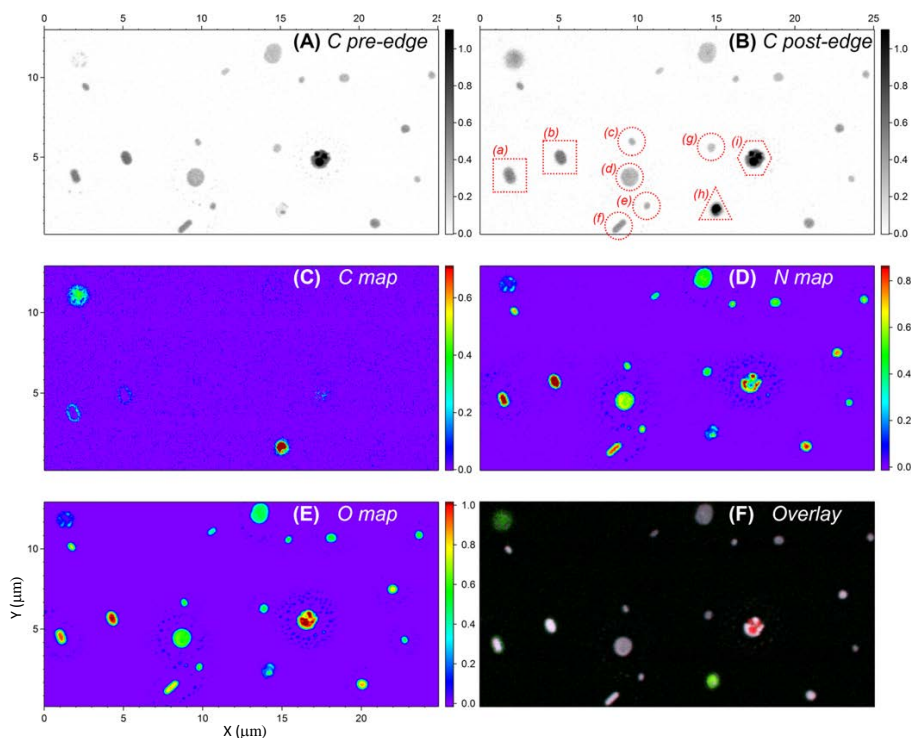 0 5 10 15 20 25 0 5 10 15 20 25
(A) C pre-edge
10
5
1.0
0.8
0.6
0.4
0.2
0.0
(B) C post-edge
(a)
(b)
(c)
(d)
(e)
(f)
(g)
(h)
(i)
1.0
0.8
0.6
0.4
0.2
0.0
(C) C map
10
5
0.6
0.4
0.2
0.0
(D) N map
0.8
0.6
0.4
0.2
0.0
(E) O map
10
5
1.0
0.8
0.6
0.4
0.2
0.0
(F) Overlay
Y (μm)
0 5 10 15 20
X (μm)